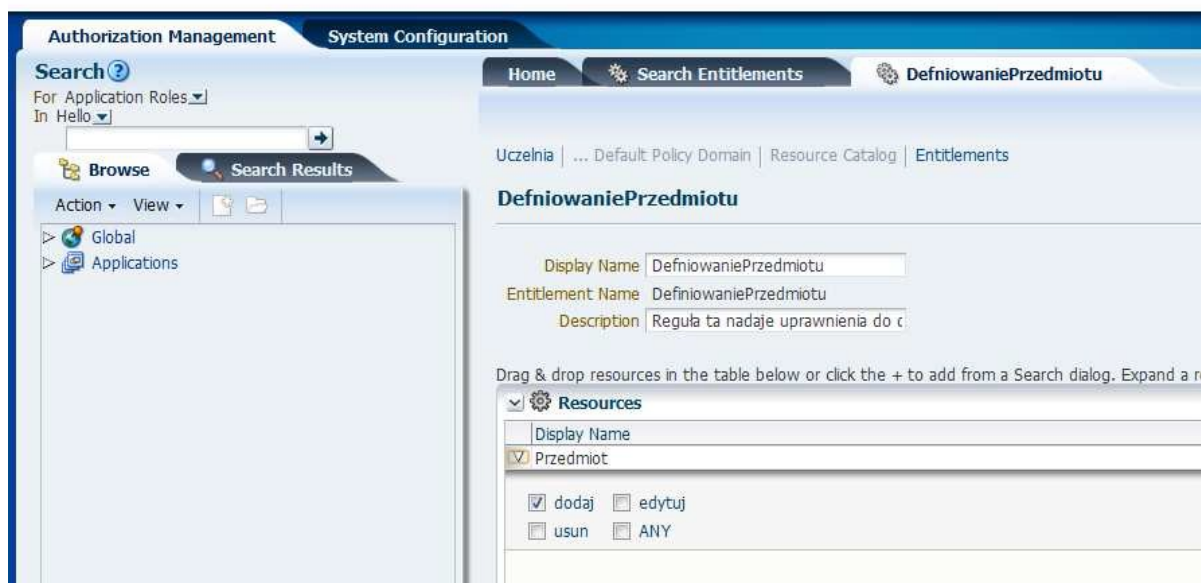 Authorization Management System Configuration
Search
For Application Roles
In Hello
Browse Search Results
Action View
Global
Applications
Home Search Entitlements DefniowaniePrzedmiotu
Uczelnia | ... Default Policy Domain | Resource Catalog | Entitlements
DefniowaniePrzedmiotu
Display Name DefniowaniePrzedmiotu
Entitlement Name DefiniowaniePrzedmiotu
Description Reguła ta nadaje uprawnienia do
Drag & drop resources in the table below or click the + to add from a Search dialog. Expand a
Resources
Display Name
Przedmiot
dodaj edytuj
usun ANY